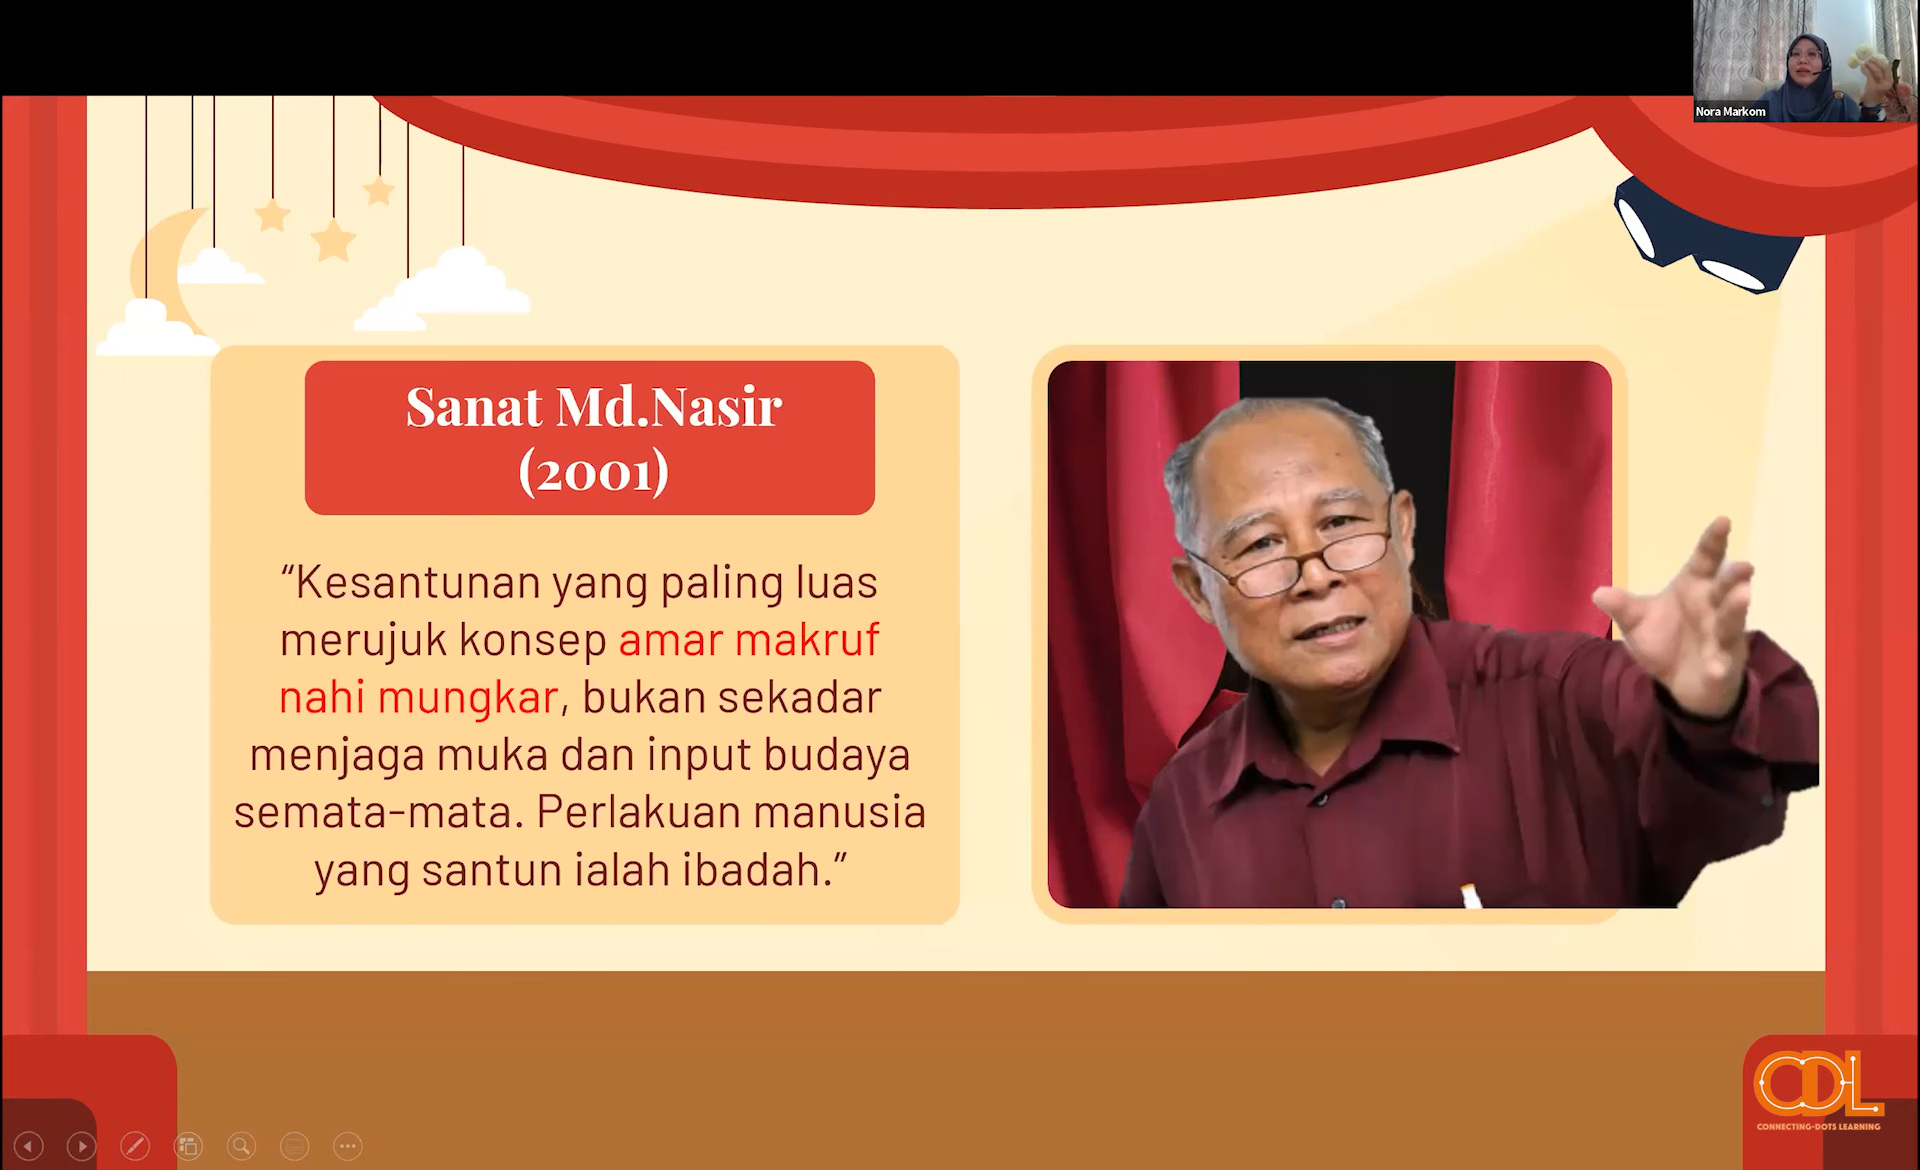 Nora Markom
Sanat Md.Nasir
(2001)
“Kesantunan yang paling luas
merujuk konsep amar makruf
nahi mungkar, bukan sekadar
menjaga muka dan input budaya
semata-mata. Perlakuan manusia
yang santun ialah ibadah.”
CDL
CONNECTING-DOTS LEARNING